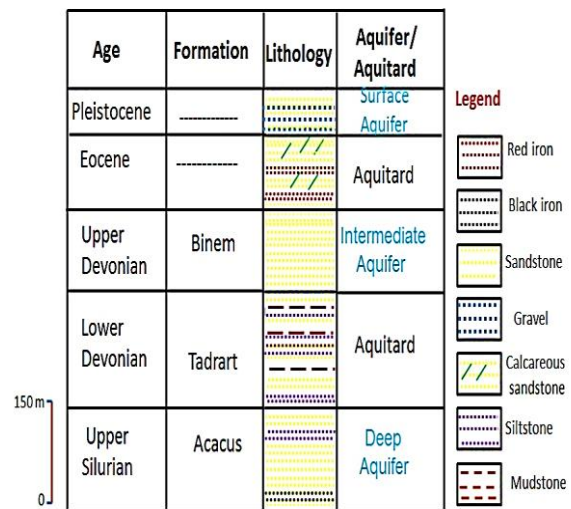 Age Formation Lithology Aquifer/
Aquitard
Pleistocene ------------- Surface
Aquifer
Eocene ------------- Aquitard
Upper
Devonian Binem Intermediate
Aquifer
Lower
Devonian Tadrart Aquitard
Upper
Silurian Acacus Deep
Aquifer
150 m
0
Legend
Red iron
Black iron
Sandstone
Gravel
Calcareous
sandstone
Siltstone
Mudstone